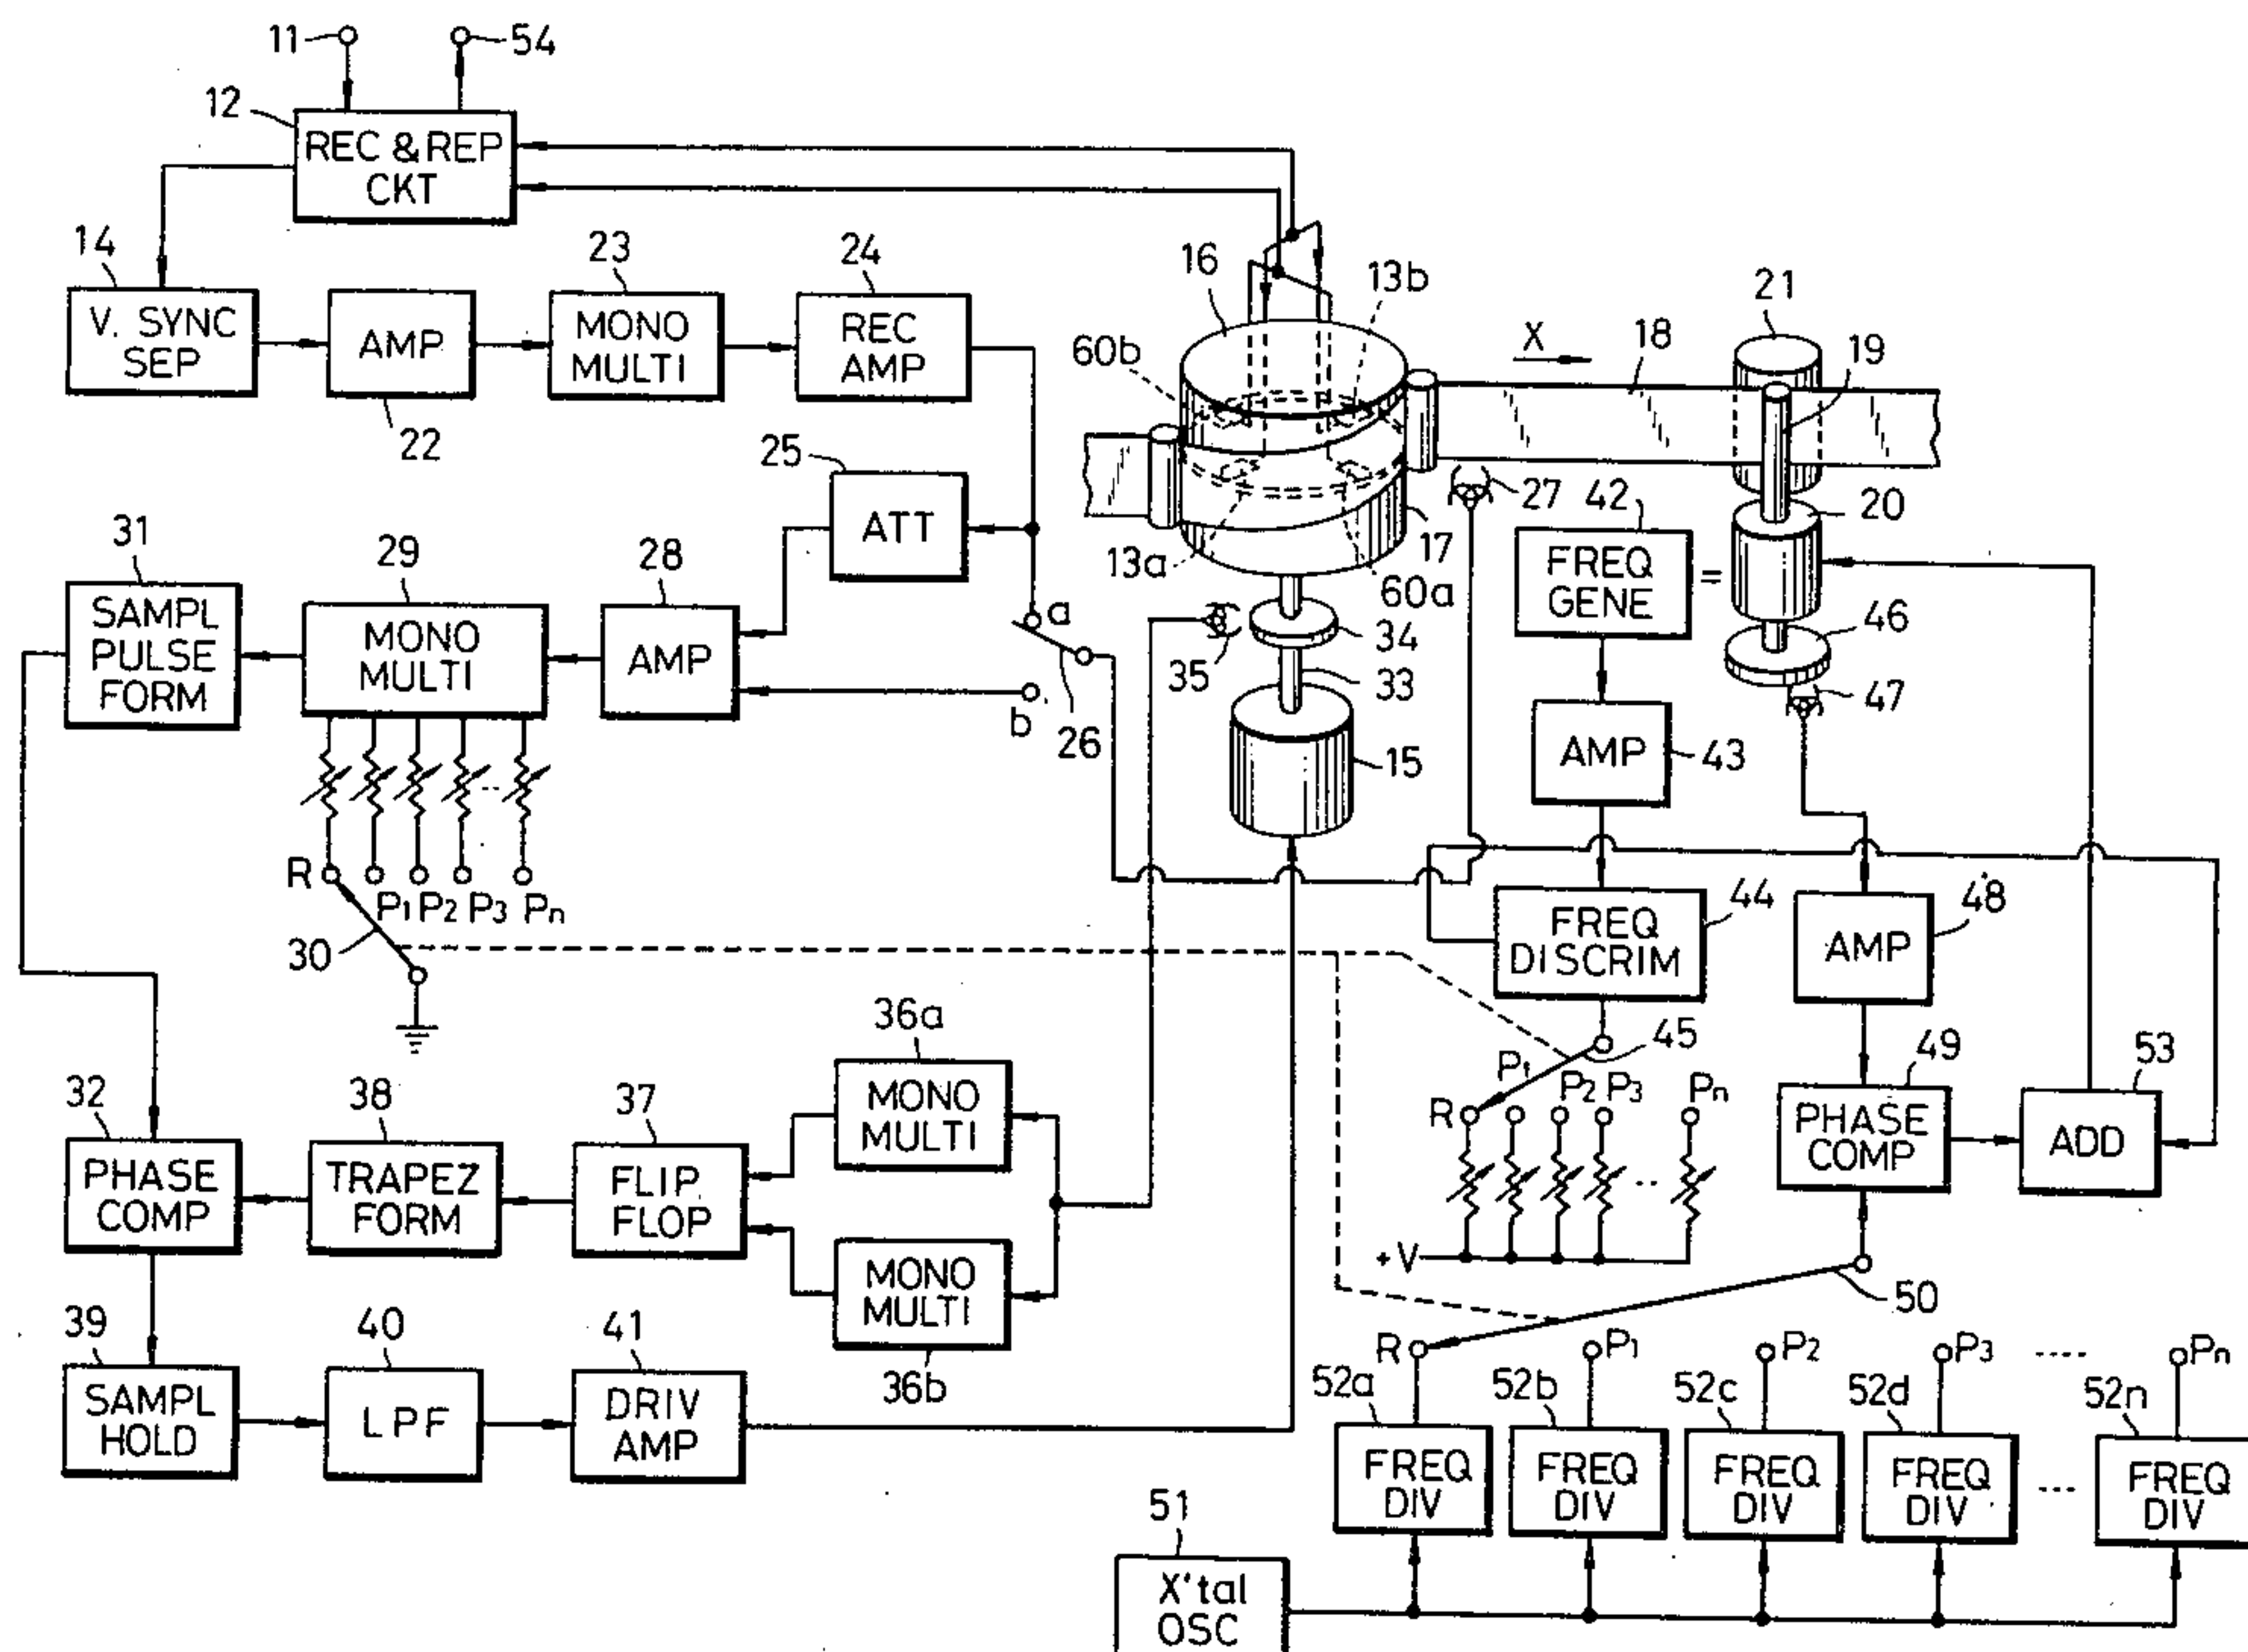 11
54
12
REC & REP
CKT
14
V. SYNC
SEP
AMP
22
23
MONO
MULTI
24
REC
AMP
16
13b
60b
X
18
21
19
25
ATT
27
42
20
17
13a
60a
FREQ
GENE
=
31
SAMPL
PULSE
FORM
29
MONO
MULTI
28
AMP
a
b
26
35
34
33
46
47
15
AMP
43
R
P1 P2 P3 Pn
30
FREQ
DISCRIM
44
48
AMP
36a
MONO
MULTI
45
P1
P2 P3
Pn
R
49
PHASE
COMP
53
ADD
32
PHASE
COMP
38
TRAPEZ
FORM
37
FLIP
FLOP
MONO
MULTI
36b
+V
50
39
SAMPL
HOLD
40
LPF
41
DRIV
AMP
R
P1
P2
P3
----
Pn
52a
52b
52c
52d
52n
FREQ
DIV
FREQ
DIV
FREQ
DIV
FREQ
DIV
FREQ
DIV
51
X'tal
OSC